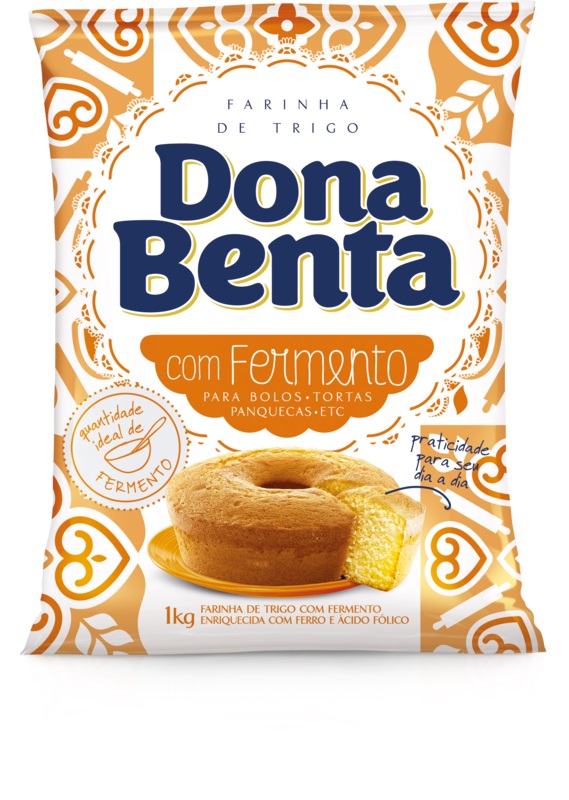 FARINHA
DE TRIGO
Dona
Benta
com Fermento
PARA BOLOS • TORTAS
PANQUECAS • ETC
quantidade
ideal de
FERMENTO
praticidade
para seu
dia a dia
1kg
FARINHA DE TRIGO COM FERMENTO
ENRIQUECIDA COM FERRO E ÁCIDO FÓLICO